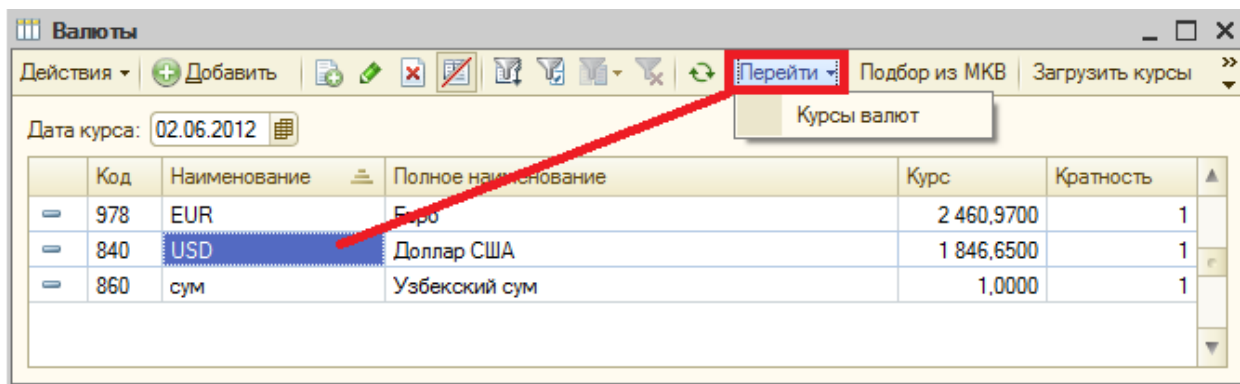 Валюты
Действия Добавить Перейти Подбор из МКВ Загрузить курсы
Курсы валют
Дата курса: 02.06.2012
Код Наименование Полное наименование Курс Кратность
978 EUR Евро 2 460,9700 1
840 USD Доллар США 1 846,6500 1
860 сум Узбекский сум 1,0000 1